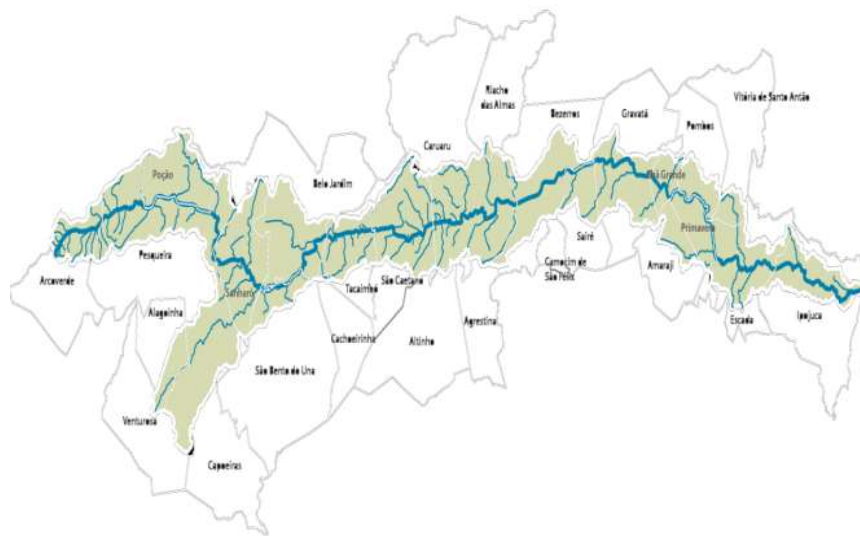 Riacho
das Almas
Vitória de Santo Antão
Bezerros
Gravatá
Pombos
Caruaru
Poção
Belo Jardim
Chã Grande
Primavera
Pesqueira
Sairé
Arcoverde
São Caetano
Camocim de
São Félix
Amaraji
Sanharó
Tacaimbó
Alagoinha
Agrestina
Escada
Ipojuca
Cachoeirinha
Altinho
São Bento do Una
Venturosa
Capoeiras